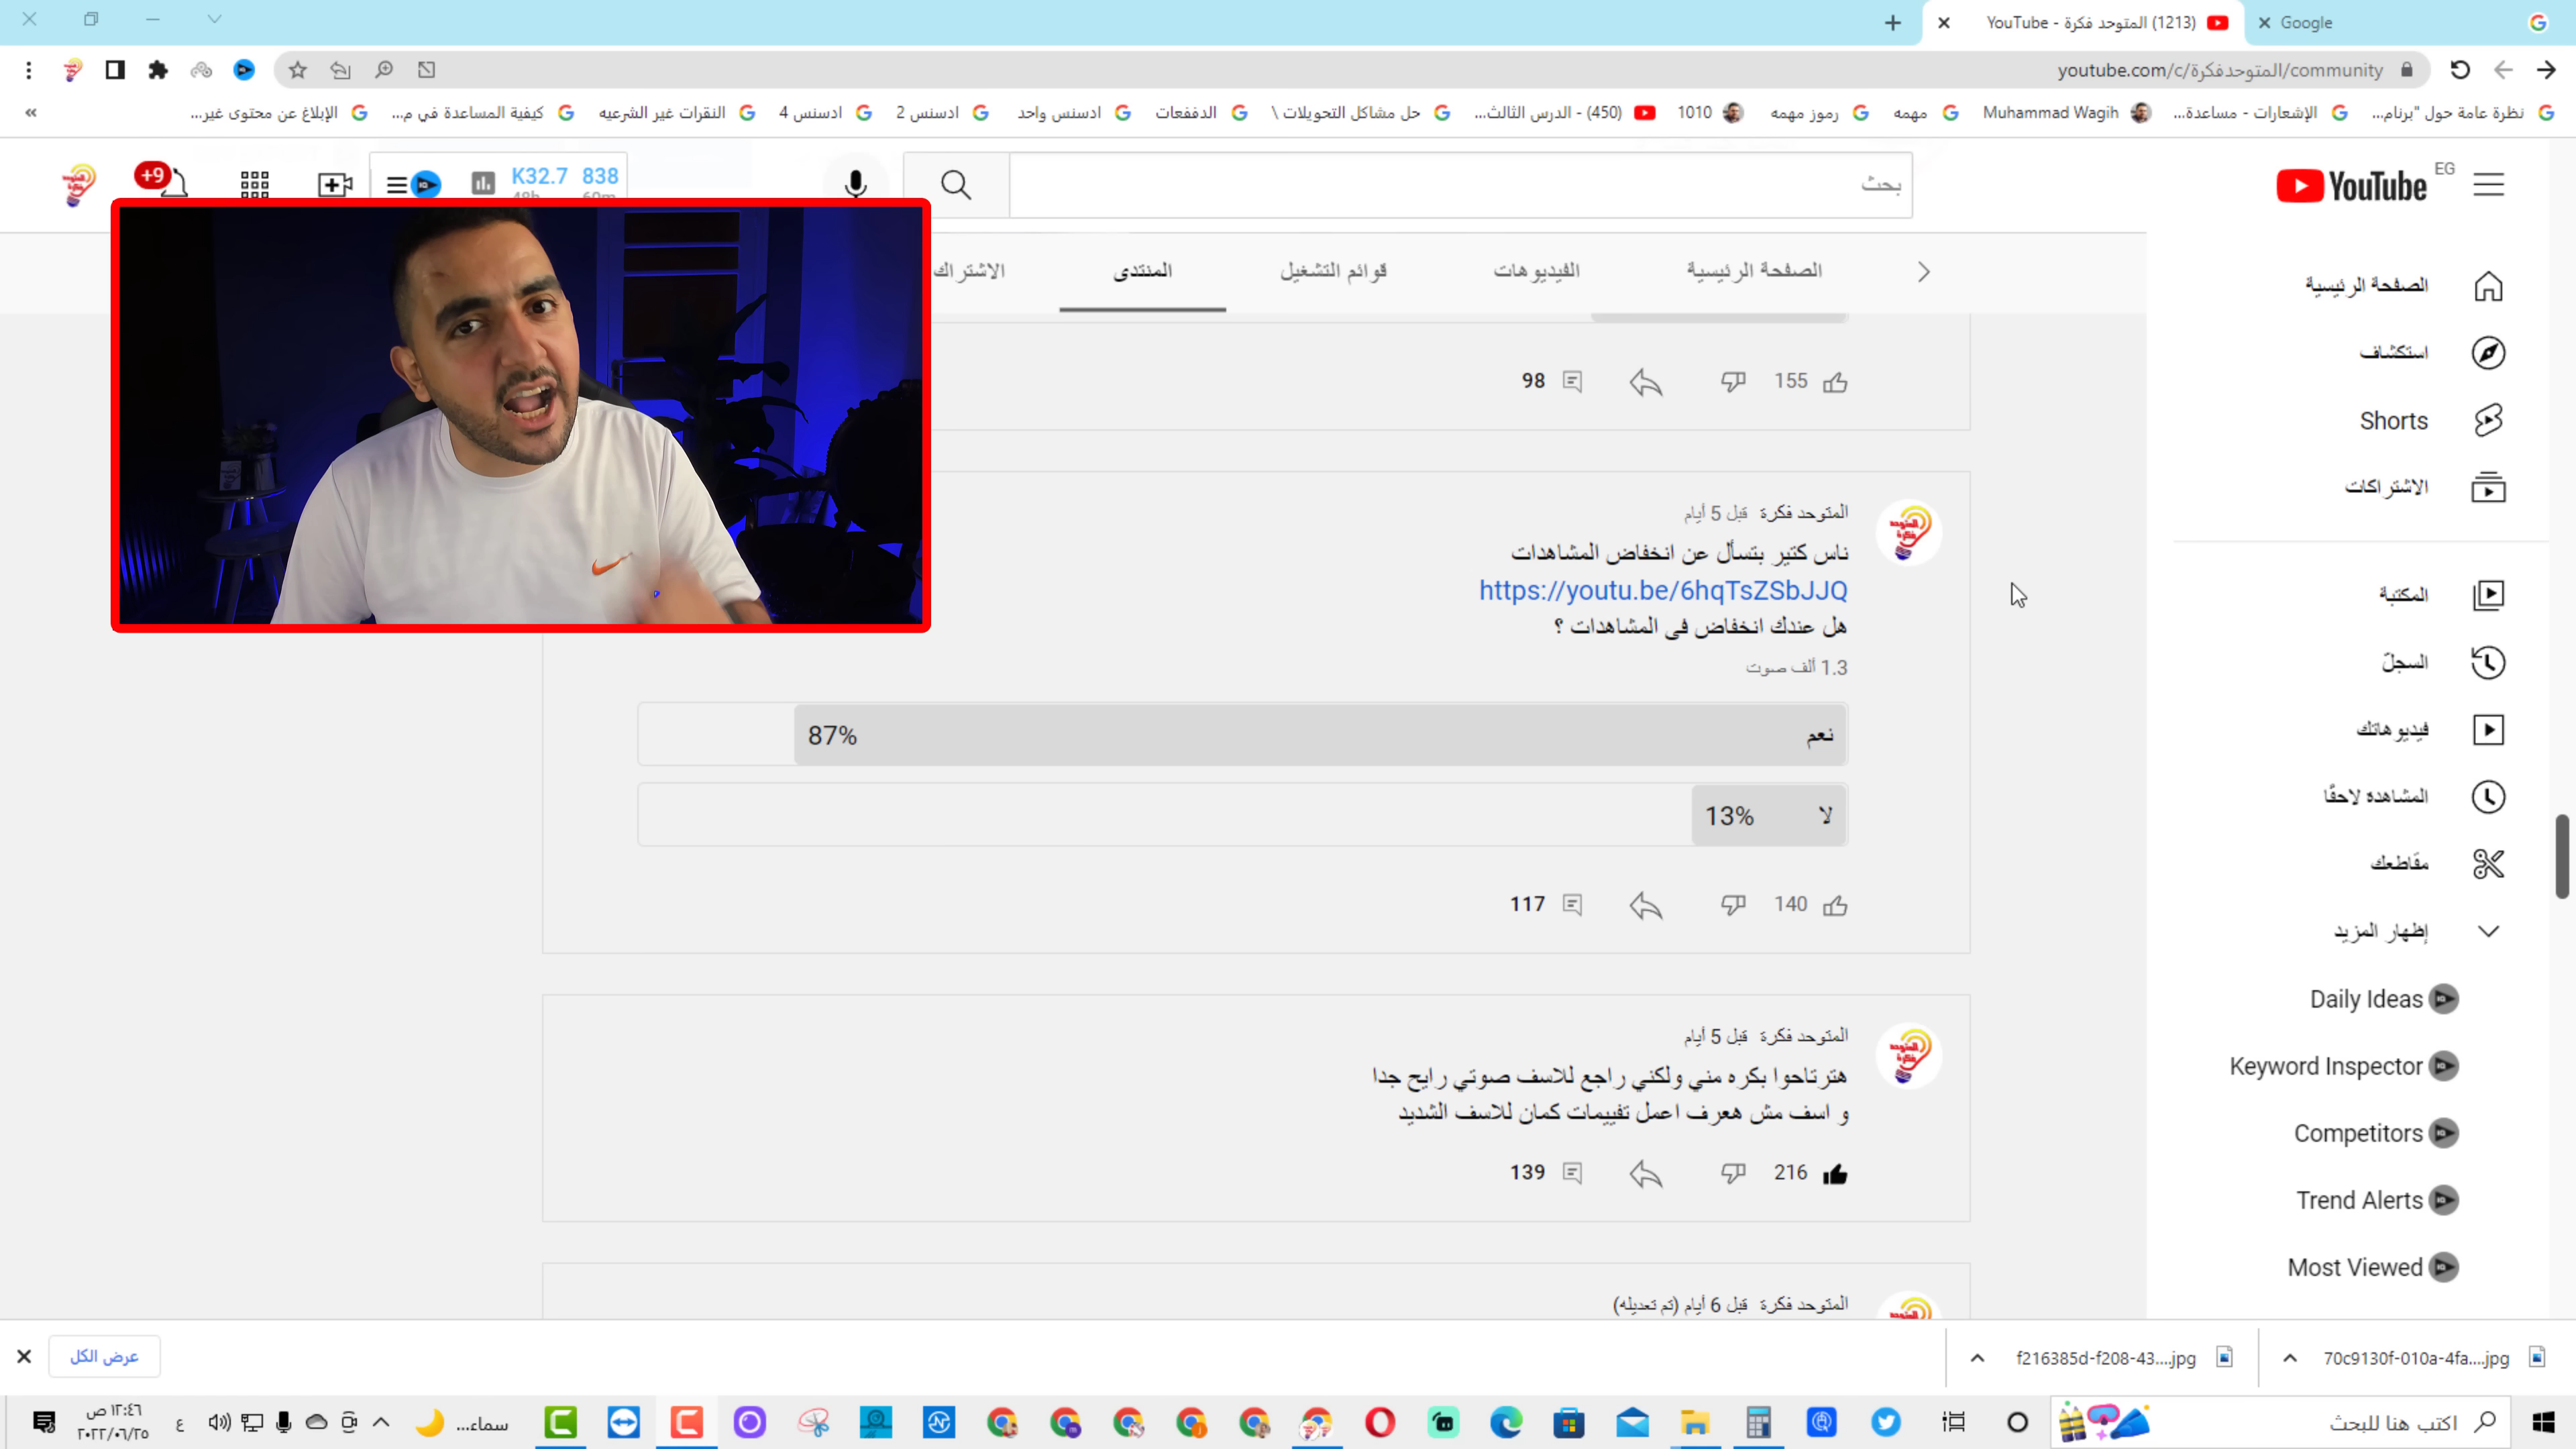 Google
YouTube - المتوحد فكرة (1213)
youtube.com/c/المتوحدفكرة/community
نظرة عامة حول "برنام...
الإشعارات - مساعدة...
Muhammad Wagih
مهمه
رموز مهمه
1010
(450) - الدرس الثالث...
حل مشاكل التحويلات \
الدفعات
ادسنس واحد
ادسنس 2
ادسنس 4
النقرات غير الشرعيه
كيفية المساعدة في م...
الإبلاغ عن محتوى غير...
YouTube EG
بحث
K32.7 838
+9
الصفحة الرئيسية
الفيديوهات
قوائم التشغيل
المنتدى
الاشتراك
155
98
المتوحد فكرة قبل 5 أيام
ناس كتير بتسأل عن انخفاض المشاهدات
https://youtu.be/6hqTsZSbJJQ
هل عندك انخفاض فى المشاهدات ؟
1.3 ألف صوت
نعم 87%
لا 13%
140
117
المتوحد فكرة قبل 5 أيام
هترتاحوا بكره مني ولكني راجع للاسف صوتي رايح جدا
و اسف مش هعرف اعمل تقييمات كمان للاسف الشديد
216
139
المتوحد فكرة قبل 6 أيام (تم تعديله)
الصفحة الرئيسية
استكشاف
Shorts
الاشتراكات
المكتبة
السجلّ
فيديوهاتك
المشاهدة لاحقًا
مقاطعك
إظهار المزيد
Daily Ideas
Keyword Inspector
Competitors
Trend Alerts
Most Viewed
70c9130f-010a-4fa....jpg
f216385d-f208-43....jpg
عرض الكل
اكتب هنا للبحث
سماء...
ع
١٢:٤٦ ص
٢٠٢٢/٠٦/٢٥